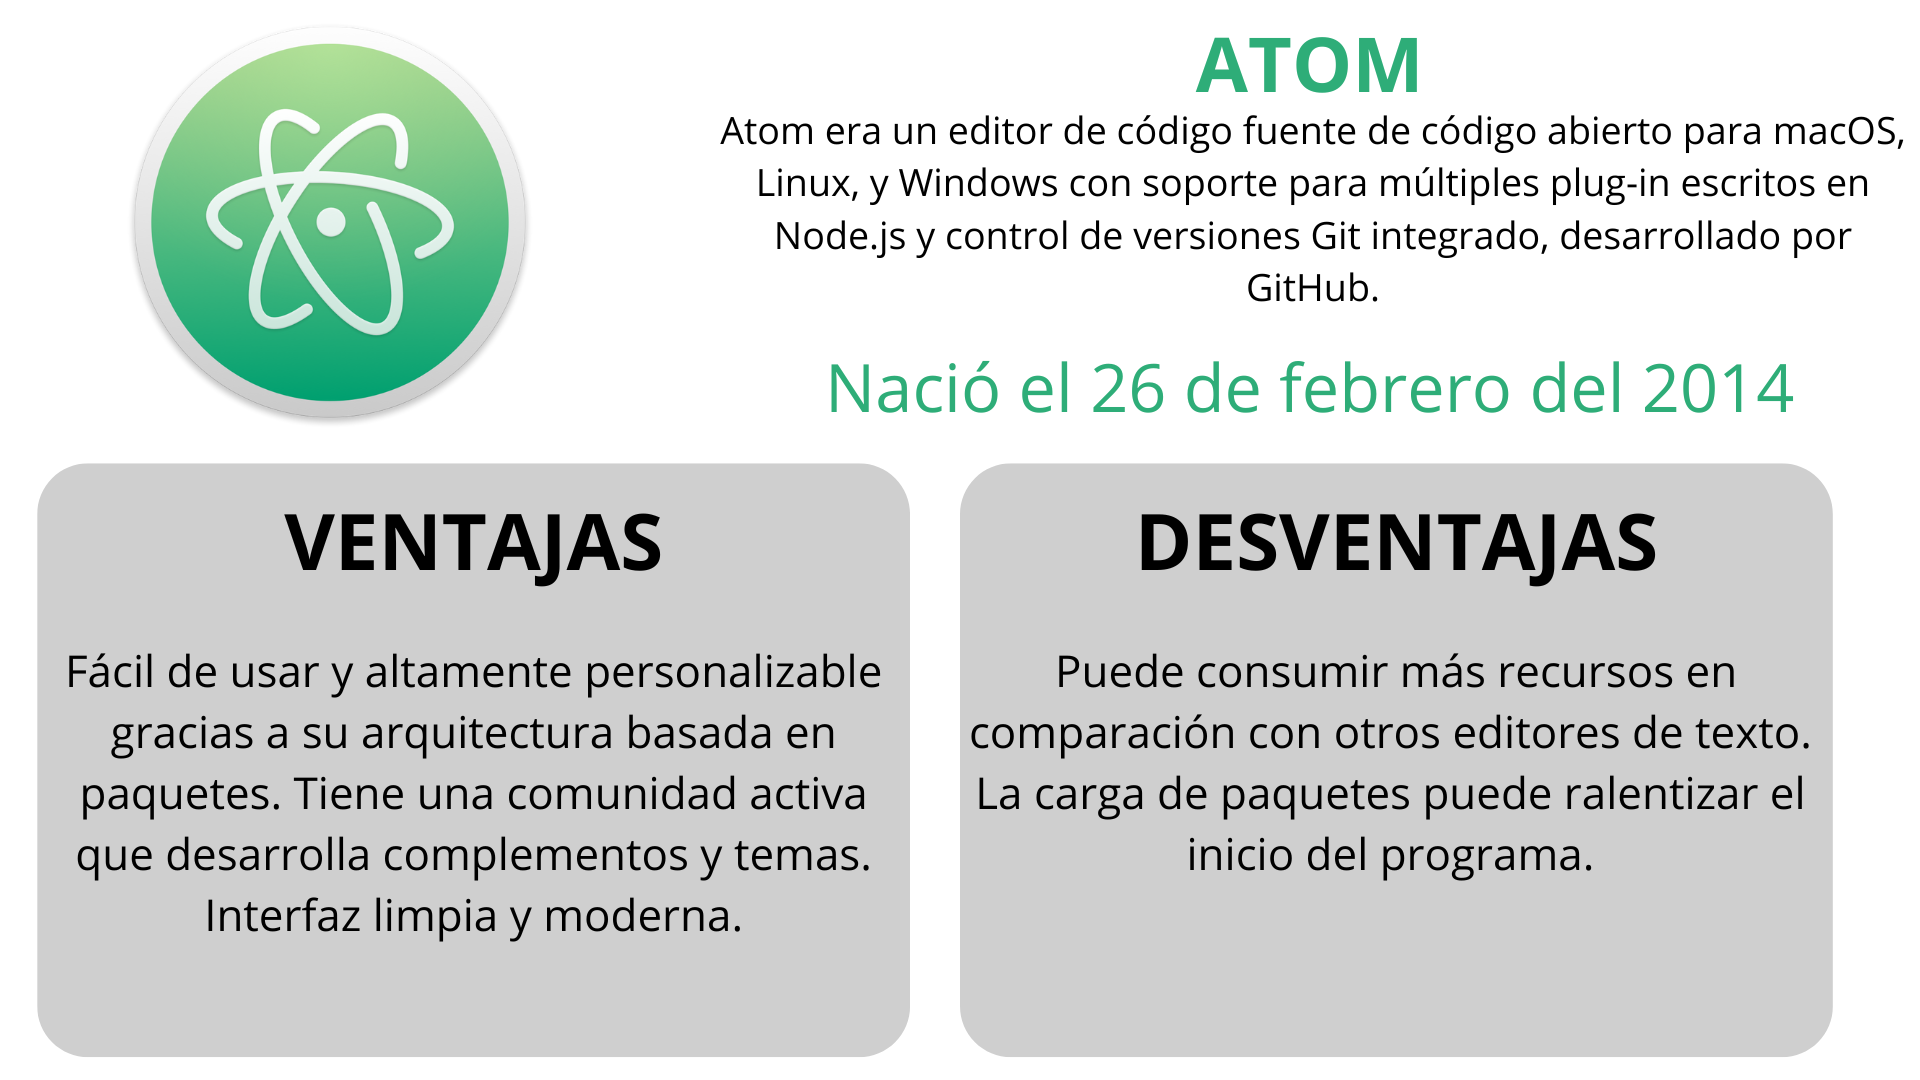 ATOM
Atom era un editor de código fuente de código abierto para macOS,
Linux, y Windows con soporte para múltiples plug-in escritos en
Node.js y control de versiones Git integrado, desarrollado por
GitHub.
Nació el 26 de febrero del 2014
VENTAJAS
Fácil de usar y altamente personalizable
gracias a su arquitectura basada en
paquetes. Tiene una comunidad activa
que desarrolla complementos y temas.
Interfaz limpia y moderna.
DESVENTAJAS
Puede consumir más recursos en
comparación con otros editores de texto.
La carga de paquetes puede ralentizar el
inicio del programa.